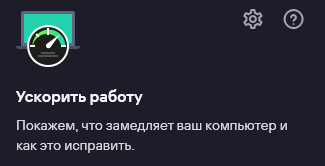 Ускорить работу
Покажем, что замедляет ваш компьютер и
как это исправить.